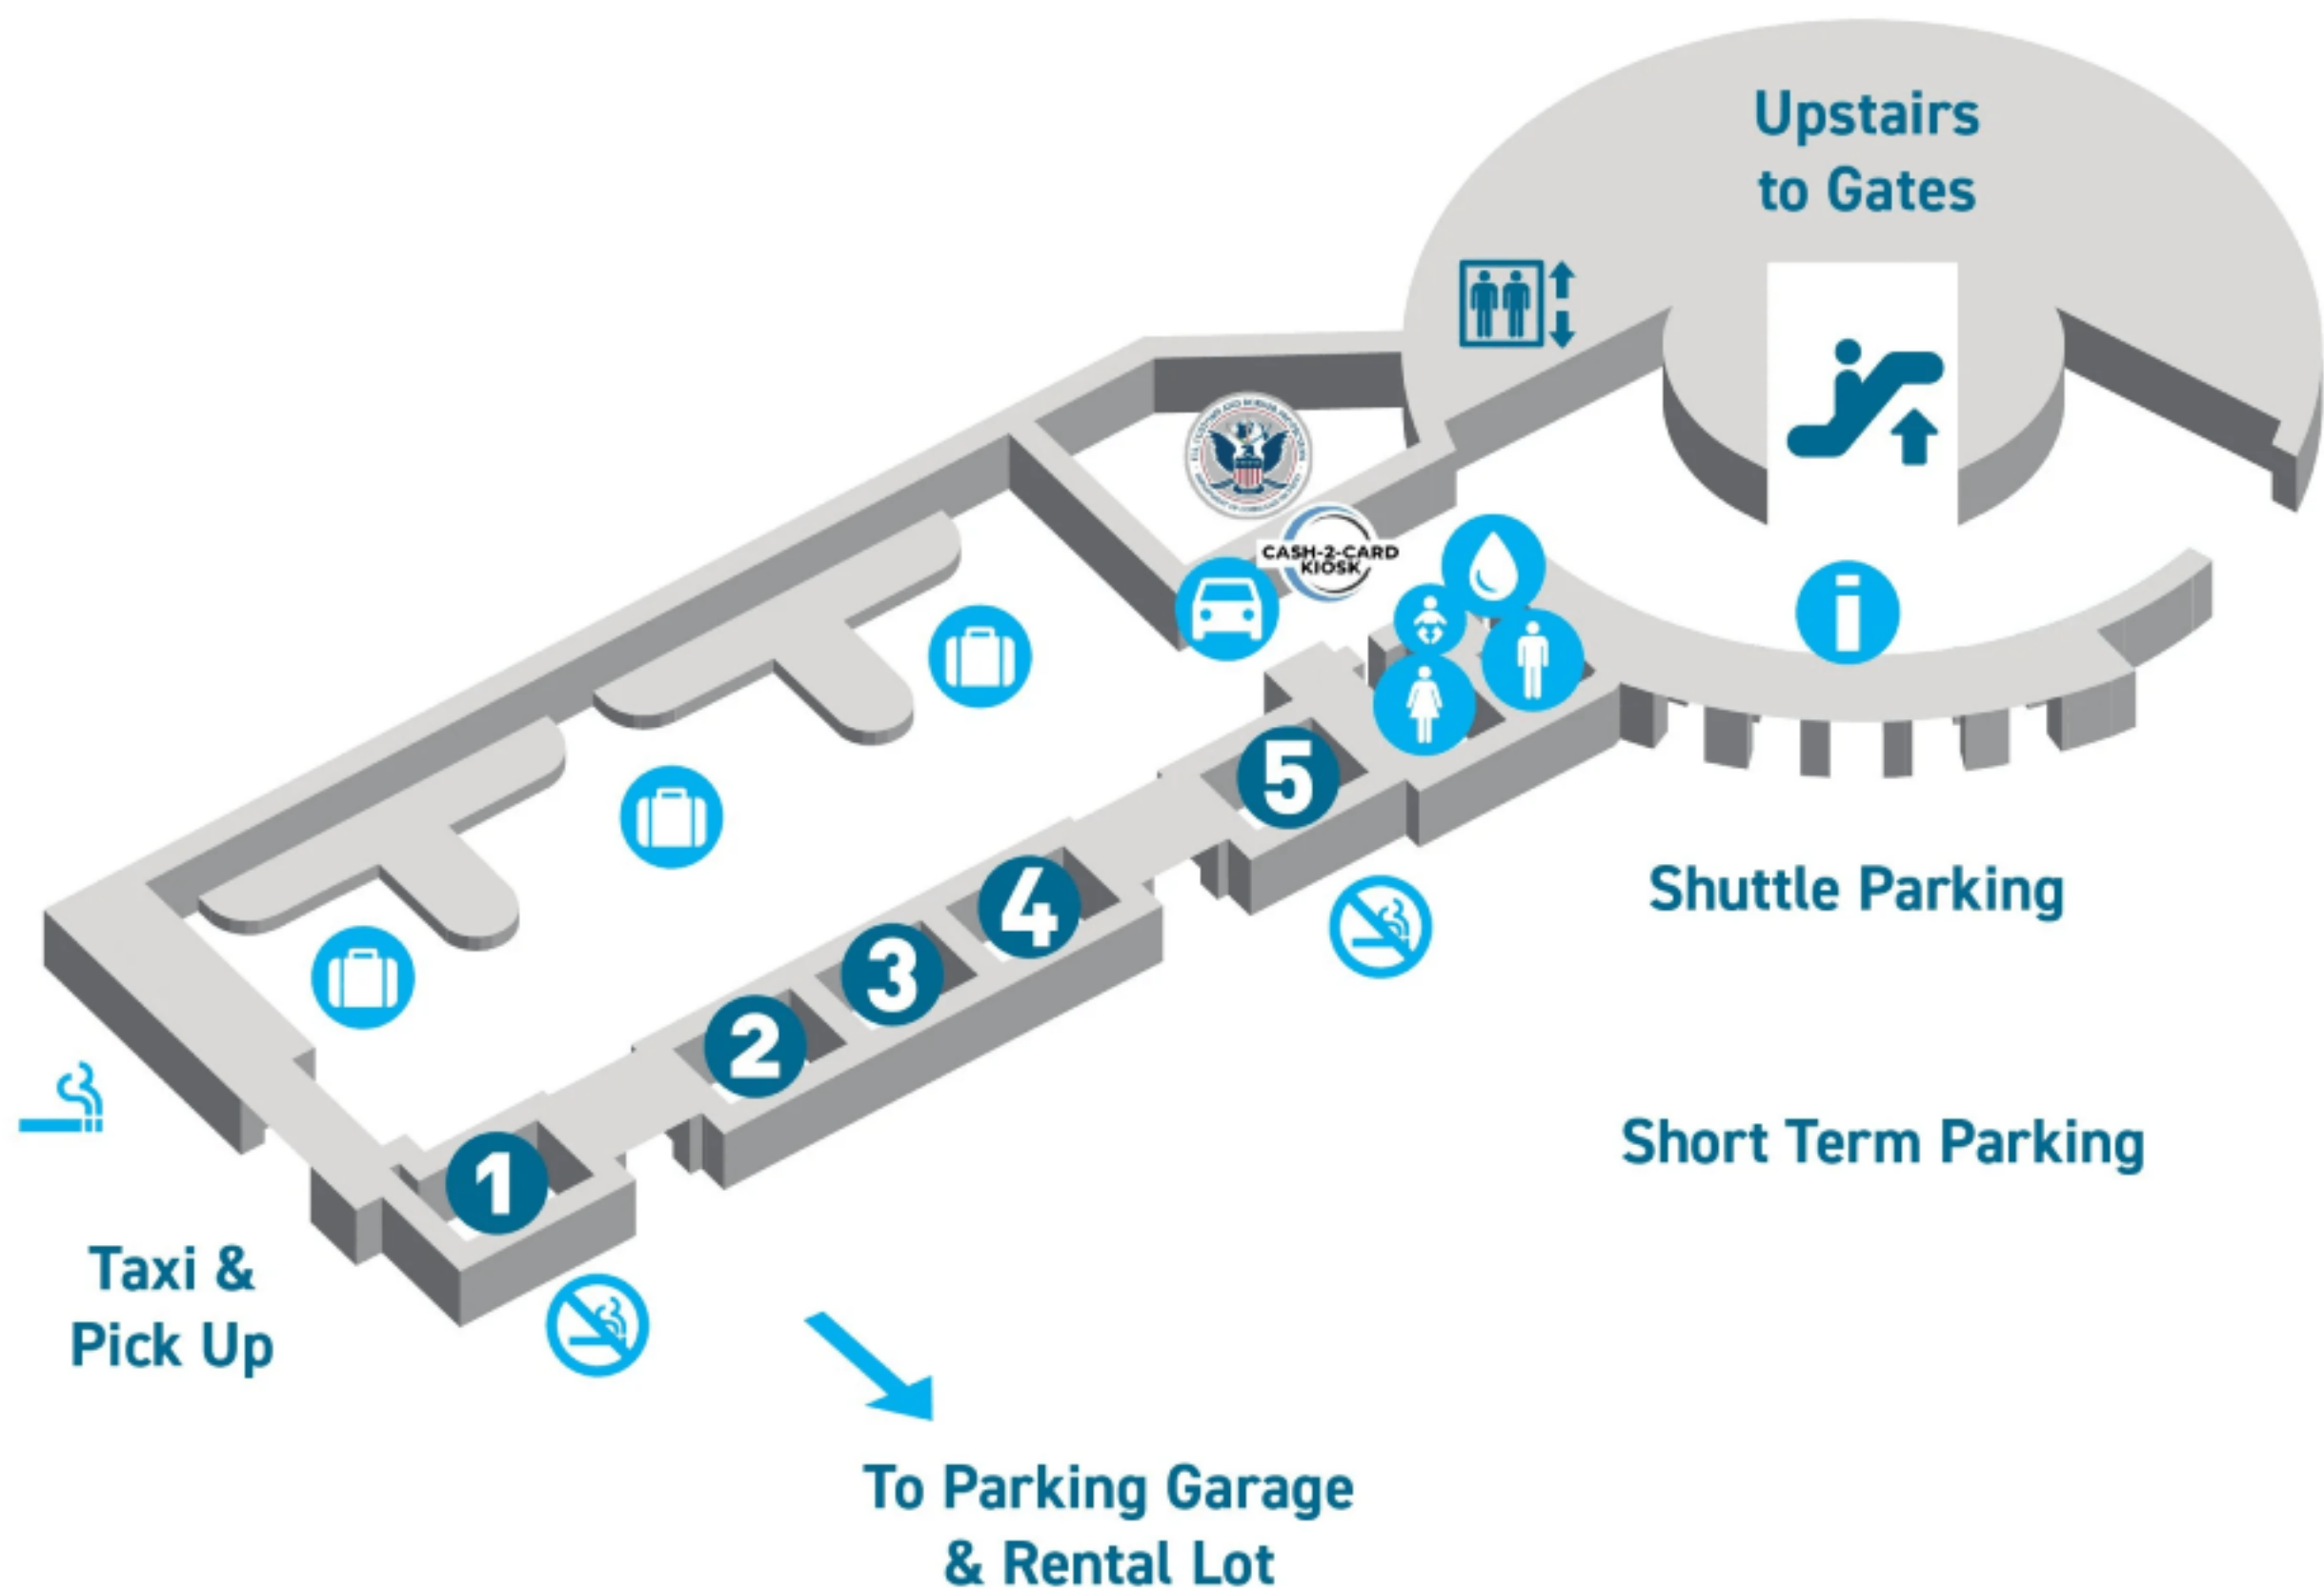 Upstairs
to Gates
CASH-2-CARD
KIOSK
5
4
3
2
1
Shuttle Parking
Short Term Parking
Taxi &
Pick Up
To Parking Garage
& Rental Lot